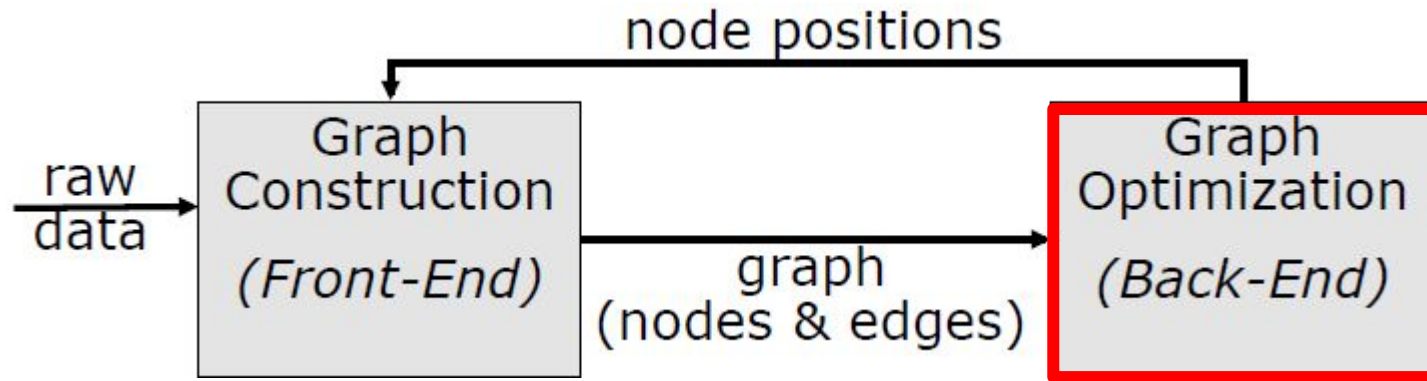 node positions
raw
data
Graph
Construction
(Front-End)
graph
(nodes & edges)
Graph
Optimization
(Back-End)